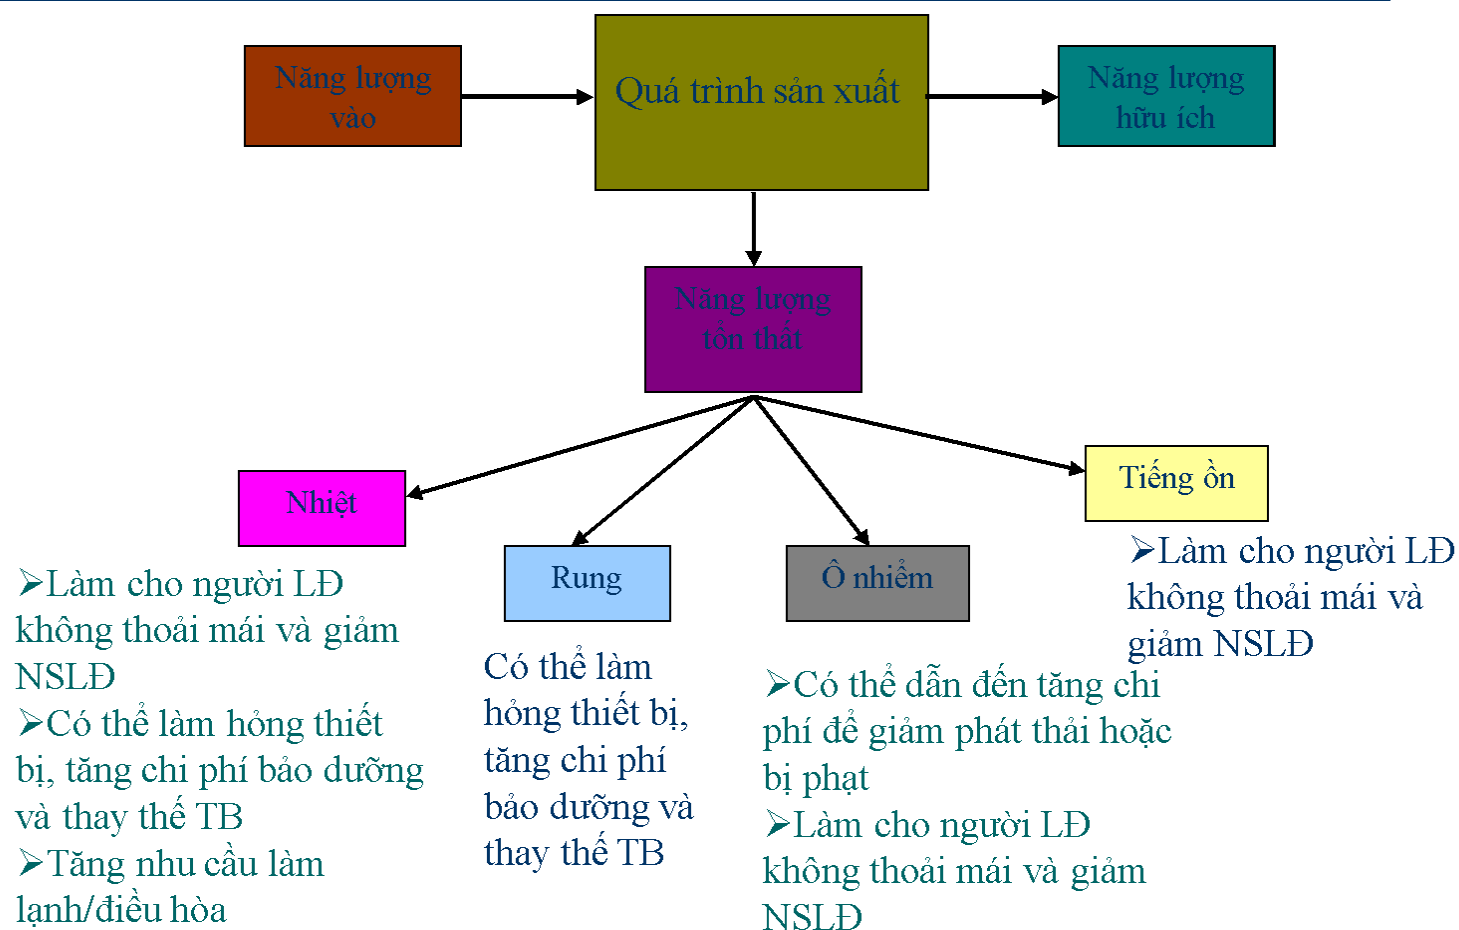 Năng lượng
vào
Quá trình sản xuất
Năng lượng
hữu ích
Năng lượng
tổn thất
Nhiệt
Rung
Ô nhiểm
Tiếng ồn
➢Làm cho người LĐ
không thoải mái và giảm
NSLĐ
➢Có thể làm hỏng thiết
bị, tăng chi phí bảo dưỡng
và thay thế TB
➢Tăng nhu cầu làm
lạnh/điều hòa
Có thể làm
hỏng thiết bị,
tăng chi phí
bảo dưỡng và
thay thế TB
➢Có thể dẫn đến tăng chi
phí để giảm phát thải hoặc
bị phạt
➢Làm cho người LĐ
không thoải mái và giảm
NSLĐ
➢Làm cho người LĐ
không thoải mái và
giảm NSLĐ